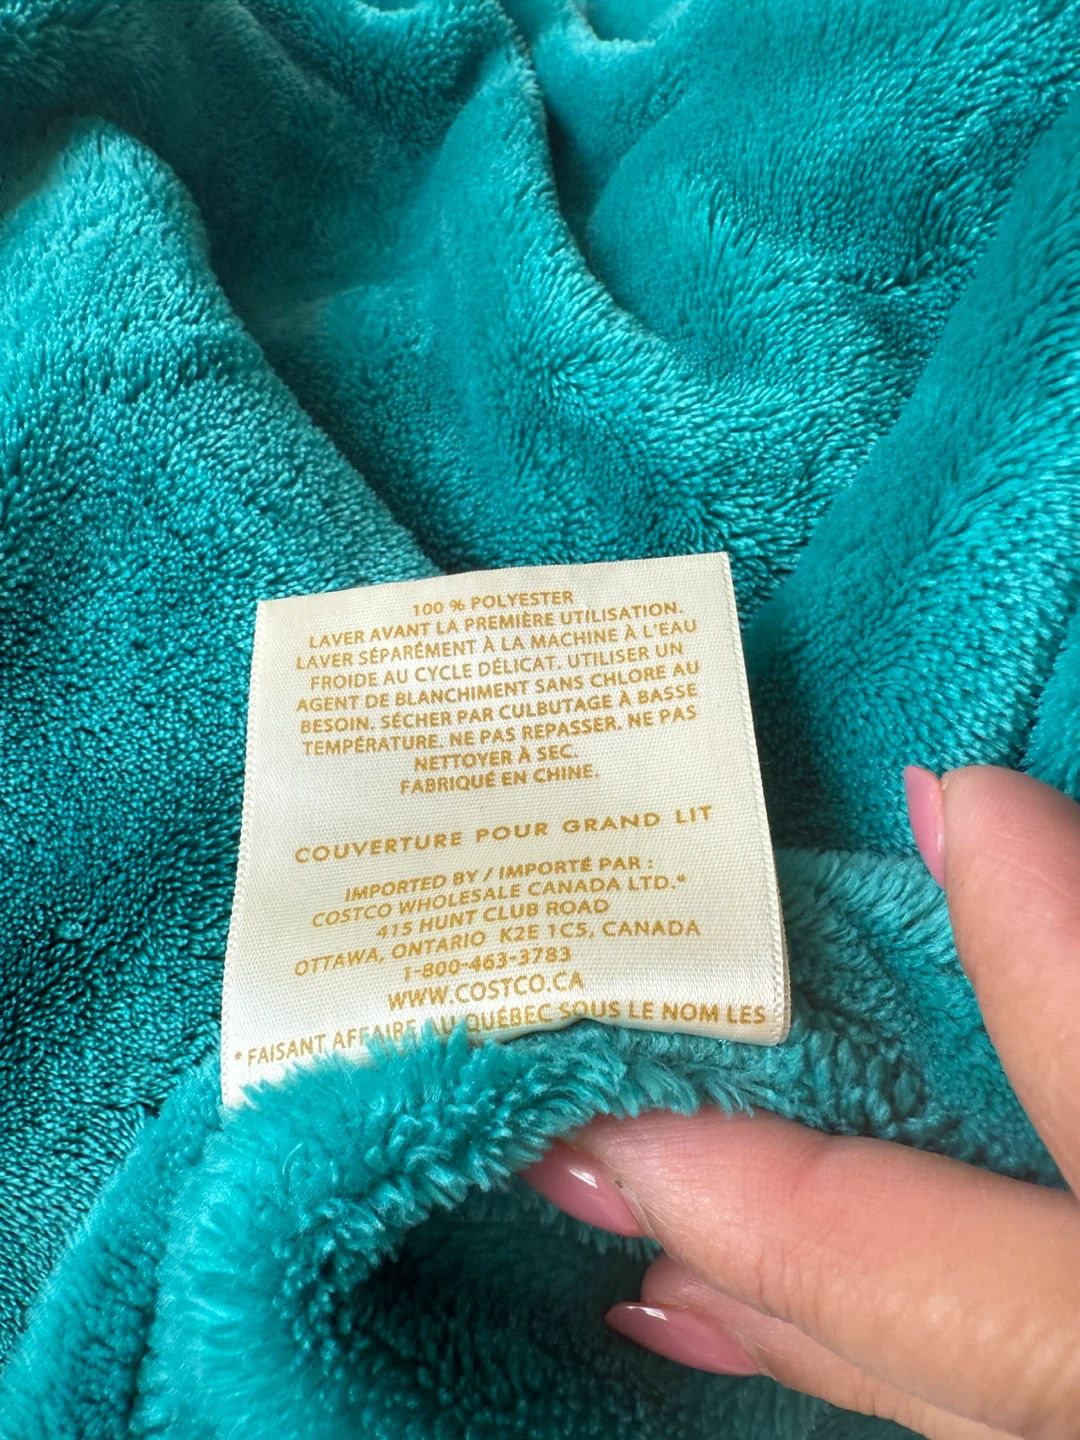 100 % POLYESTER
LAVER AVANT LA PREMIÈRE UTILISATION.
LAVER SÉPARÉMENT À LA MACHINE À L'EAU
FROIDE AU CYCLE DÉLICAT. UTILISER UN
AGENT DE BLANCHIMENT SANS CHLORE AU
BESOIN. SÉCHER PAR CULBUTAGE À BASSE
TEMPÉRATURE. NE PAS REPASSER. NE PAS
NETTOYER À SEC.
FABRIQUÉ EN CHINE.
COUVERTURE POUR GRAND LIT
IMPORTED BY / IMPORTÉ PAR :
COSTCO WHOLESALE CANADA LTD.*
415 HUNT CLUB ROAD
OTTAWA, ONTARIO K2E 1C5, CANADA
1-800-463-3783
WWW.COSTCO.CA
* FAISANT AFFAIRE AU QUÉBEC SOUS LE NOM LES